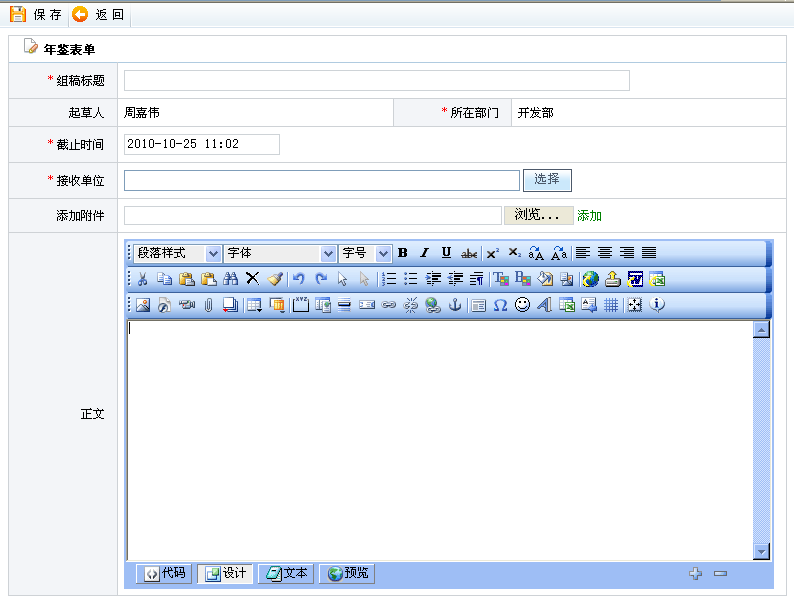 保存 返回
年鉴表单
*组稿标题
起草人 周嘉伟 *所在部门 开发部
*截止时间 2010-10-25 11:02
*接收单位 选择
添加附件 浏览... 添加
段落样式 字体 字号 B I U abc x² x₂
正文
代码 设计 文本 预览